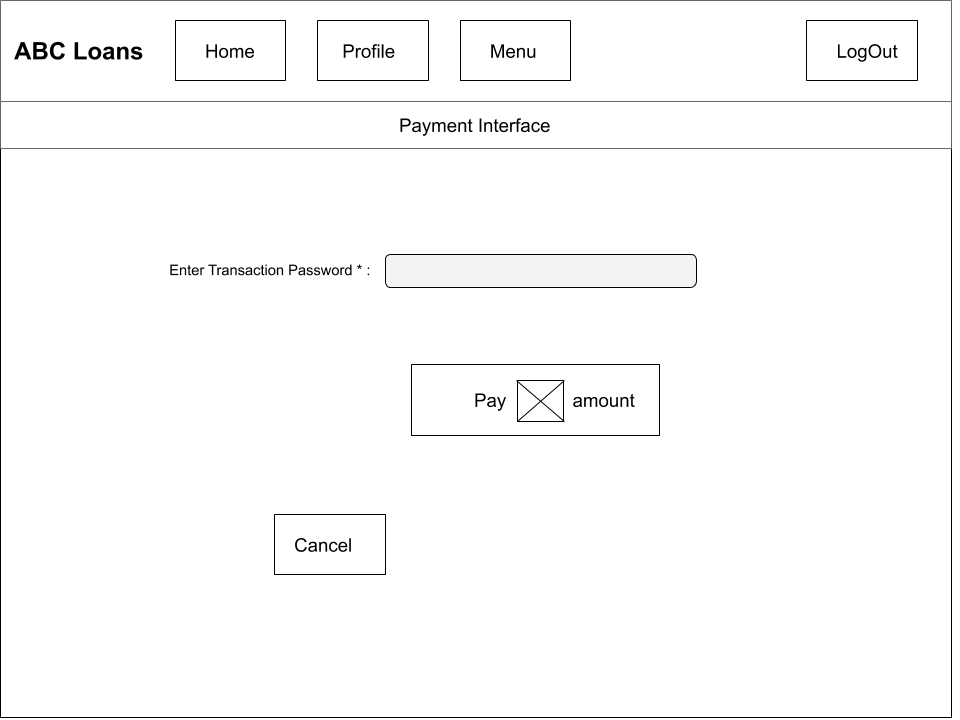 ABC Loans
Home
Profile
Menu
LogOut
Payment Interface
Enter Transaction Password * :
Pay amount
Cancel